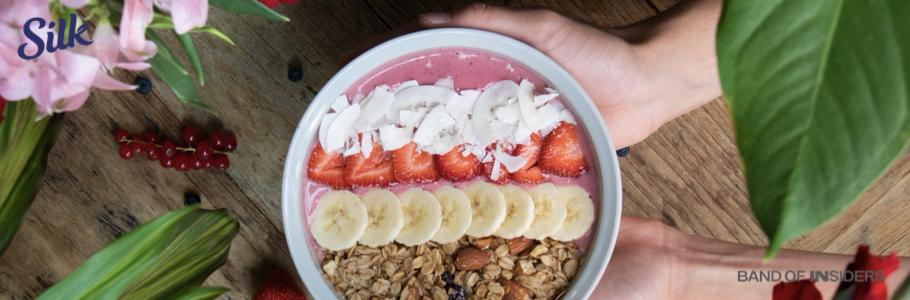 Silk
BAND OF INSIDERS